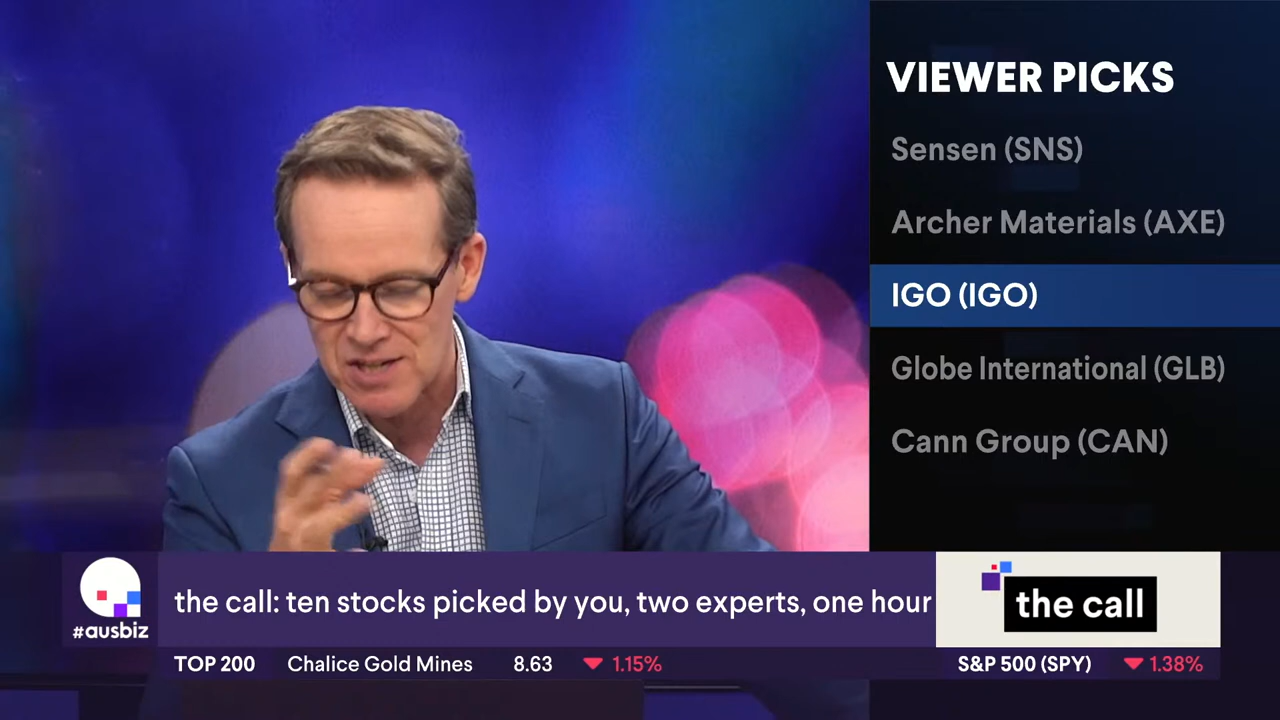 VIEWER PICKS
Sensen (SNS)
Archer Materials (AXE)
IGO (IGO)
Globe International (GLB)
Cann Group (CAN)
#ausbiz
the call: ten stocks picked by you, two experts, one hour
the call
TOP 200 Chalice Gold Mines 8.63 1.15% S&P 500 (SPY) 1.38%